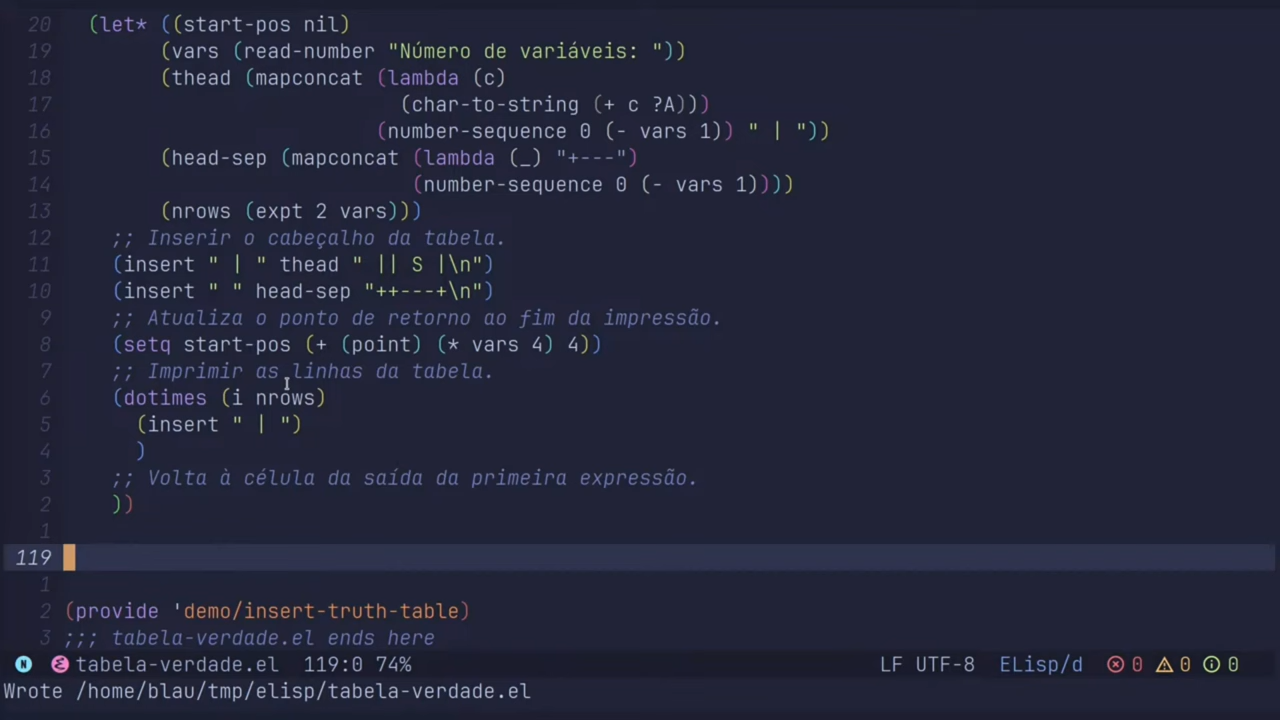 20 (let* ((start-pos nil)
19 (vars (read-number "Número de variáveis: "))
18 (thead (mapconcat (lambda (c)
17 (char-to-string (+ c ?A)))
16 (number-sequence 0 (- vars 1)) " | "))
15 (head-sep (mapconcat (lambda (_) "+---")
14 (number-sequence 0 (- vars 1))))
13 (nrows (expt 2 vars)))
12 ;; Inserir o cabeçalho da tabela.
11 (insert " | " thead " || S |\n")
10 (insert " " head-sep "++---+\n")
9 ;; Atualiza o ponto de retorno ao fim da impressão.
8 (setq start-pos (+ (point) (* vars 4) 4))
7 ;; Imprimir as linhas da tabela.
6 (dotimes (i nrows)
5 (insert " | ")
4 )
3 ;; Volta à célula da saída da primeira expressão.
2 ))
1
119
1
2 (provide 'demo/insert-truth-table)
3 ;;; tabela-verdade.el ends here
N tabela-verdade.el 119:0 74% LF UTF-8 ELisp/d 0 0 0
Wrote /home/blau/tmp/elisp/tabela-verdade.el